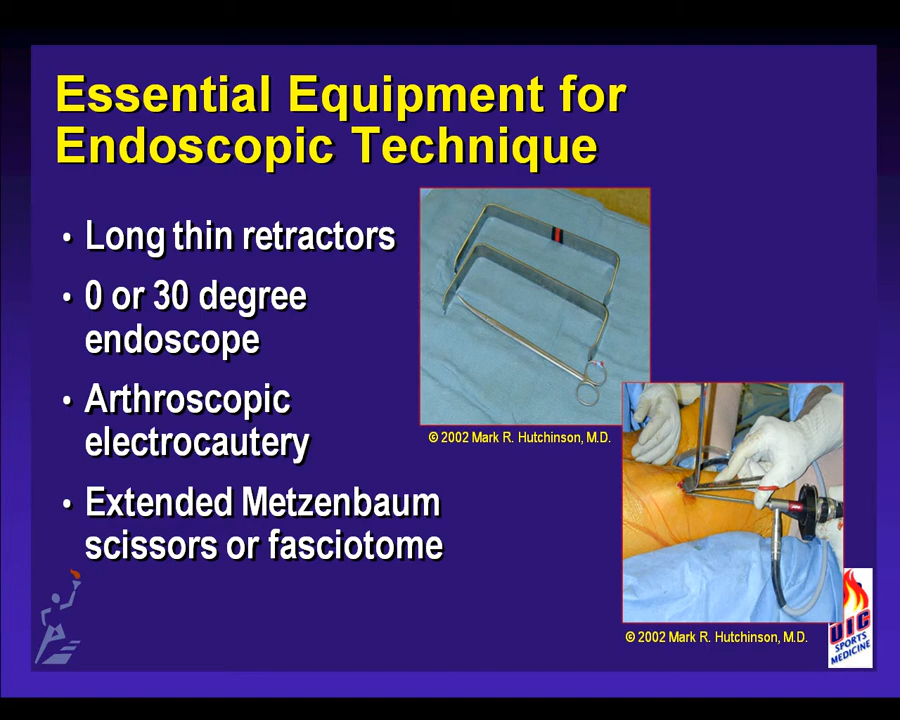 Essential Equipment for
Endoscopic Technique
• Long thin retractors
• 0 or 30 degree
endoscope
• Arthroscopic
electrocautery
• Extended Metzenbaum
scissors or fasciotome
© 2002 Mark R. Hutchinson, M.D.
© 2002 Mark R. Hutchinson, M.D.
UIC
SPORTS
MEDICINE